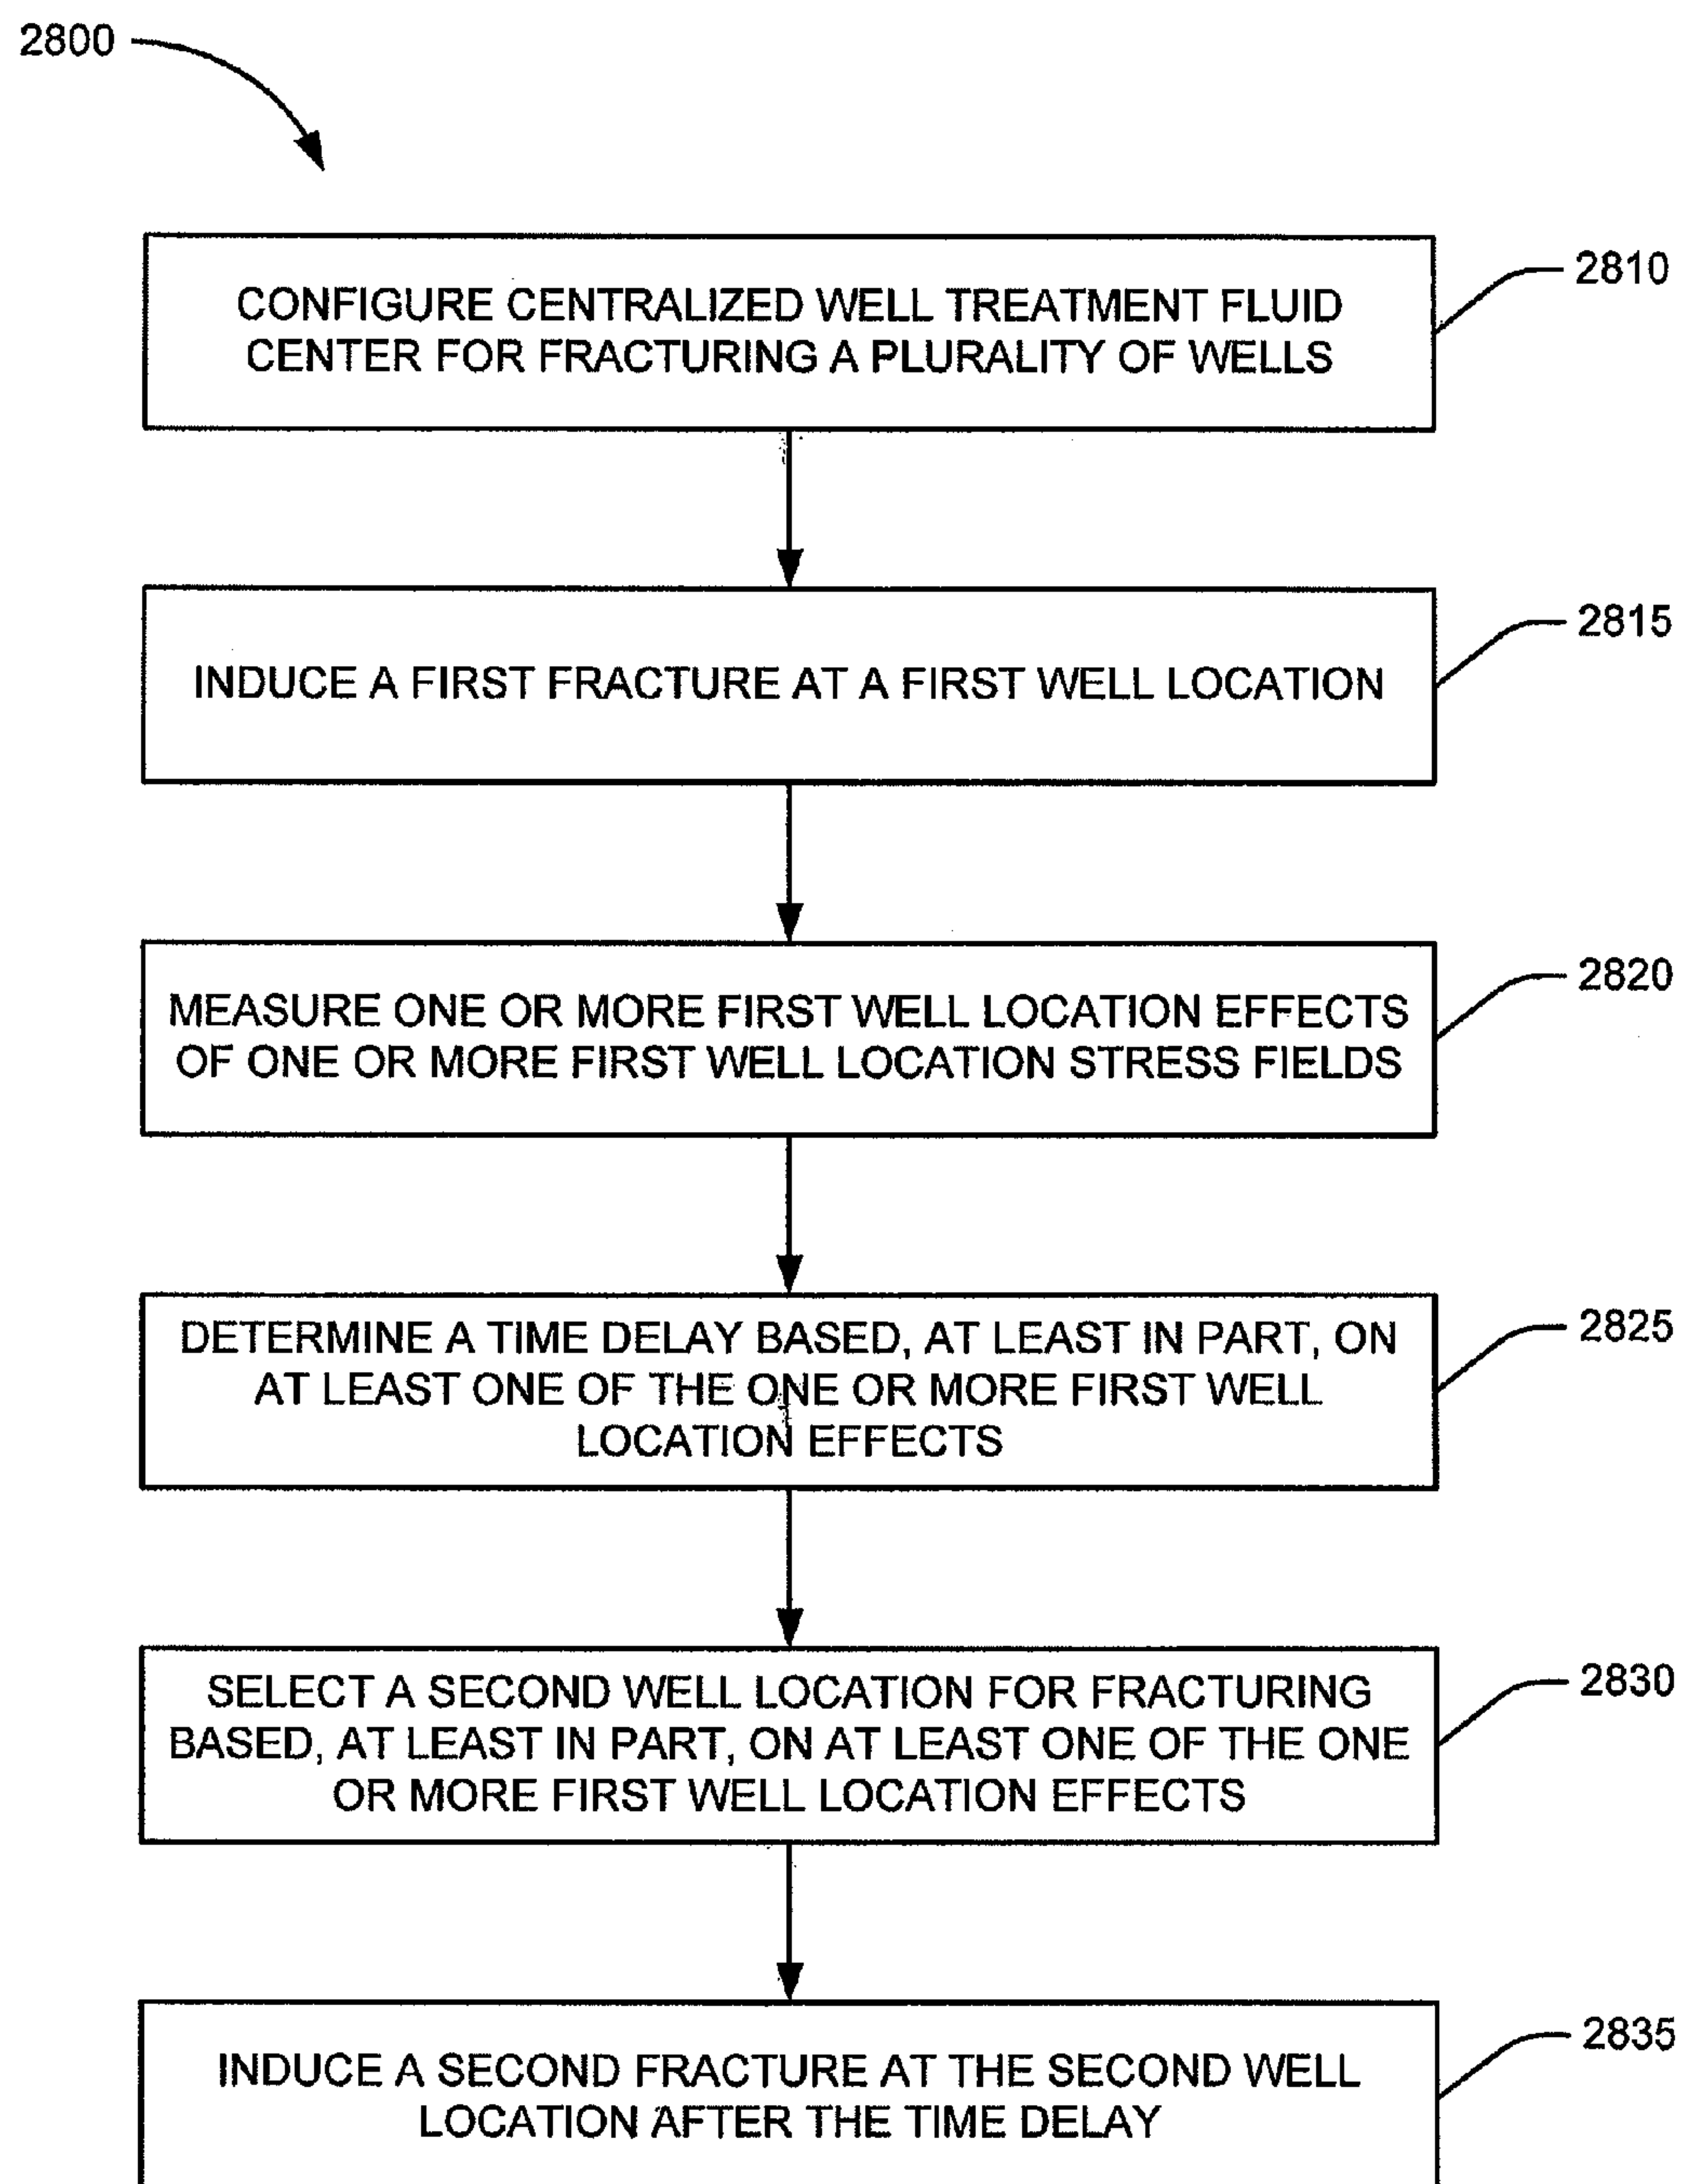 2800
CONFIGURE CENTRALIZED WELL TREATMENT FLUID
CENTER FOR FRACTURING A PLURALITY OF WELLS
2810
INDUCE A FIRST FRACTURE AT A FIRST WELL LOCATION
2815
MEASURE ONE OR MORE FIRST WELL LOCATION EFFECTS
OF ONE OR MORE FIRST WELL LOCATION STRESS FIELDS
2820
DETERMINE A TIME DELAY BASED, AT LEAST IN PART, ON
AT LEAST ONE OF THE ONE OR MORE FIRST WELL
LOCATION EFFECTS
2825
SELECT A SECOND WELL LOCATION FOR FRACTURING
BASED, AT LEAST IN PART, ON AT LEAST ONE OF THE ONE
OR MORE FIRST WELL LOCATION EFFECTS
2830
INDUCE A SECOND FRACTURE AT THE SECOND WELL
LOCATION AFTER THE TIME DELAY
2835